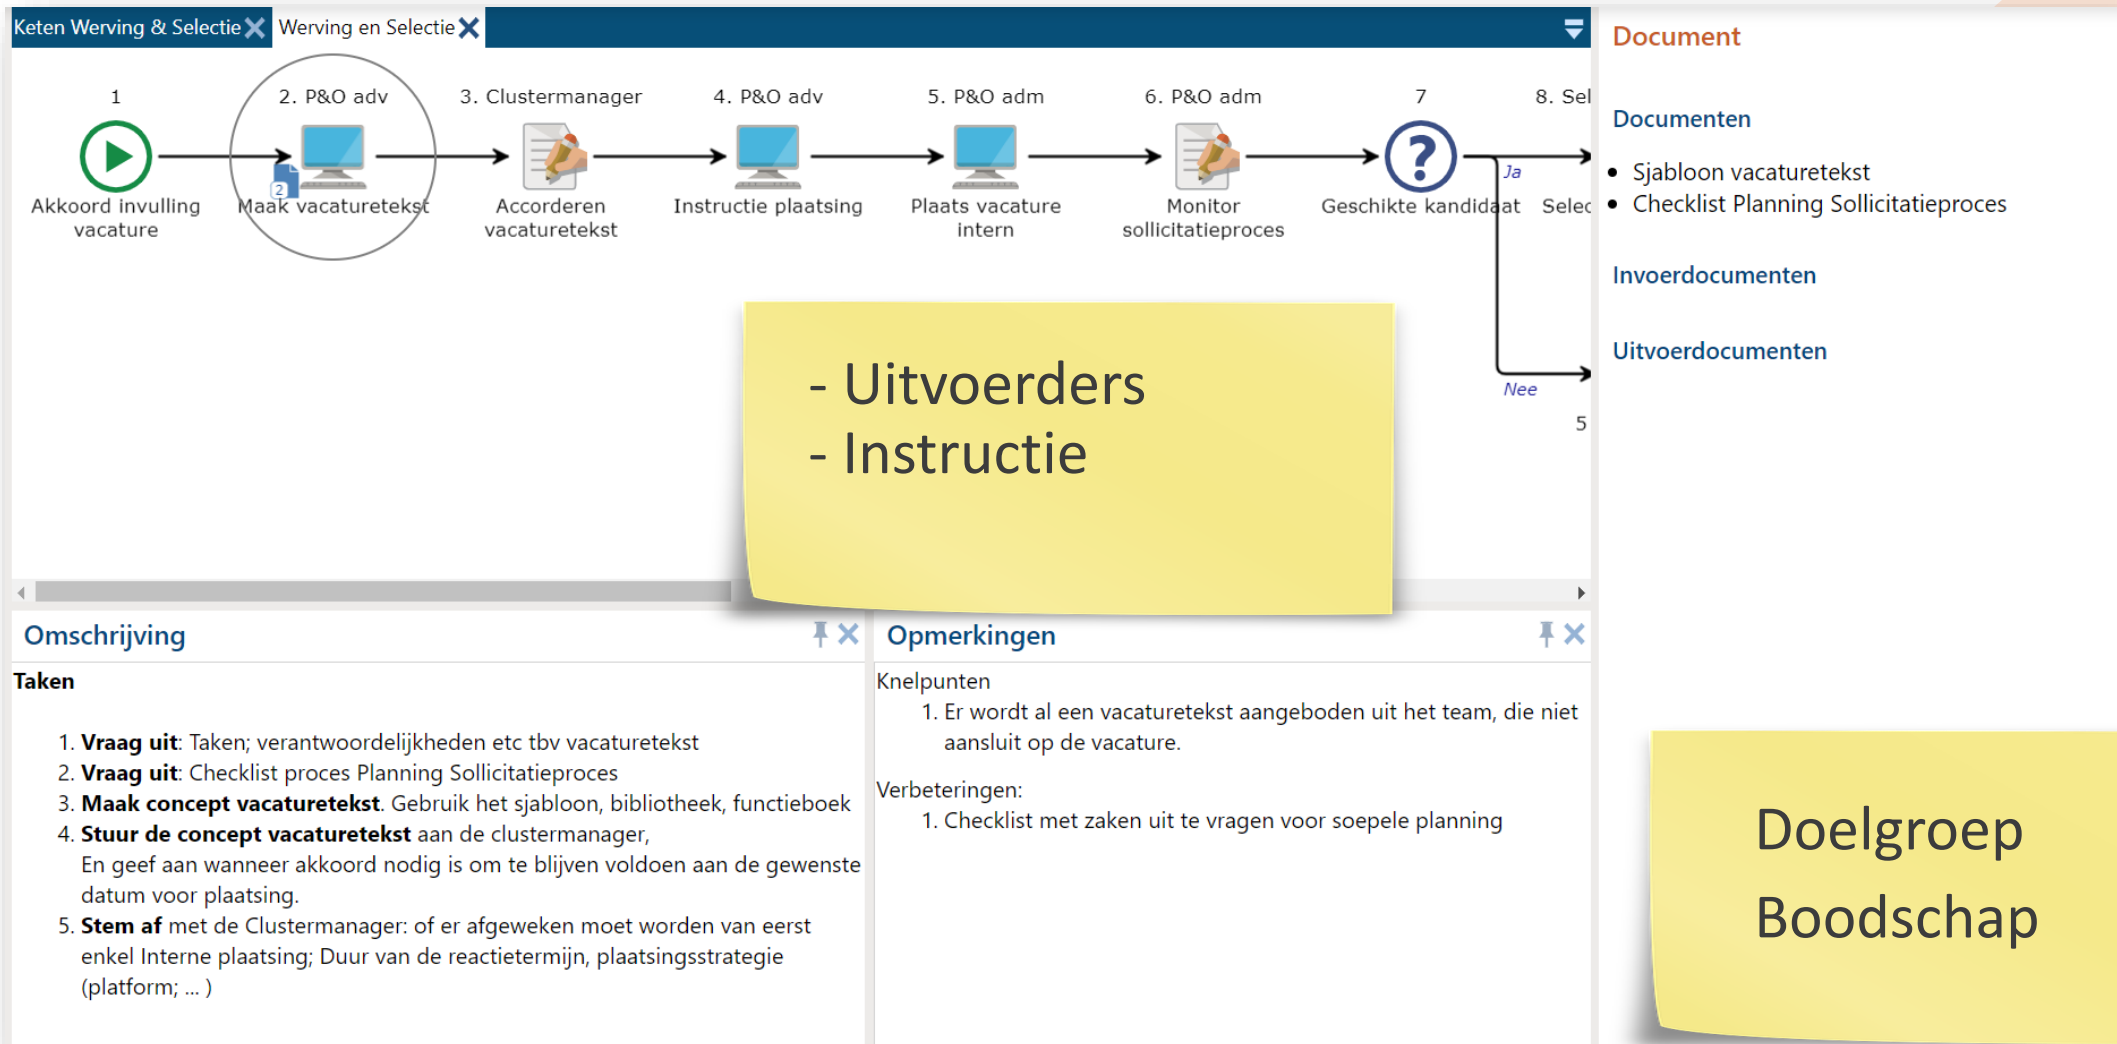 Keten Werving & Selectie Werving en Selectie
1
2. P&O adv
3. Clustermanager
4. P&O adv
5. P&O adm
6. P&O adm
7
8. Sel
2
Ja
Akkoord invulling
vacature
Maak vacaturetekst
Accorderen
vacaturetekst
Instructie plaatsing
Plaats vacature
intern
Monitor
sollicitatieproces
Geschikte kandidaat
Selec
Nee
5
- Uitvoerders
- Instructie
Document
Documenten
• Sjabloon vacaturetekst
• Checklist Planning Sollicitatieproces
Invoerdocumenten
Uitvoerdocumenten
Omschrijving
Taken
1. Vraag uit: Taken; verantwoordelijkheden etc tbv vacaturetekst
2. Vraag uit: Checklist proces Planning Sollicitatieproces
3. Maak concept vacaturetekst. Gebruik het sjabloon, bibliotheek, functieboek
4. Stuur de concept vacaturetekst aan de clustermanager,
En geef aan wanneer akkoord nodig is om te blijven voldoen aan de gewenste
datum voor plaatsing.
5. Stem af met de Clustermanager: of er afgeweken moet worden van eerst
enkel Interne plaatsing; Duur van de reactietermijn, plaatsingsstrategie
(platform; ... )
Opmerkingen
Knelpunten
1. Er wordt al een vacaturetekst aangeboden uit het team, die niet
aansluit op de vacature.
Verbeteringen:
1. Checklist met zaken uit te vragen voor soepele planning
Doelgroep
Boodschap